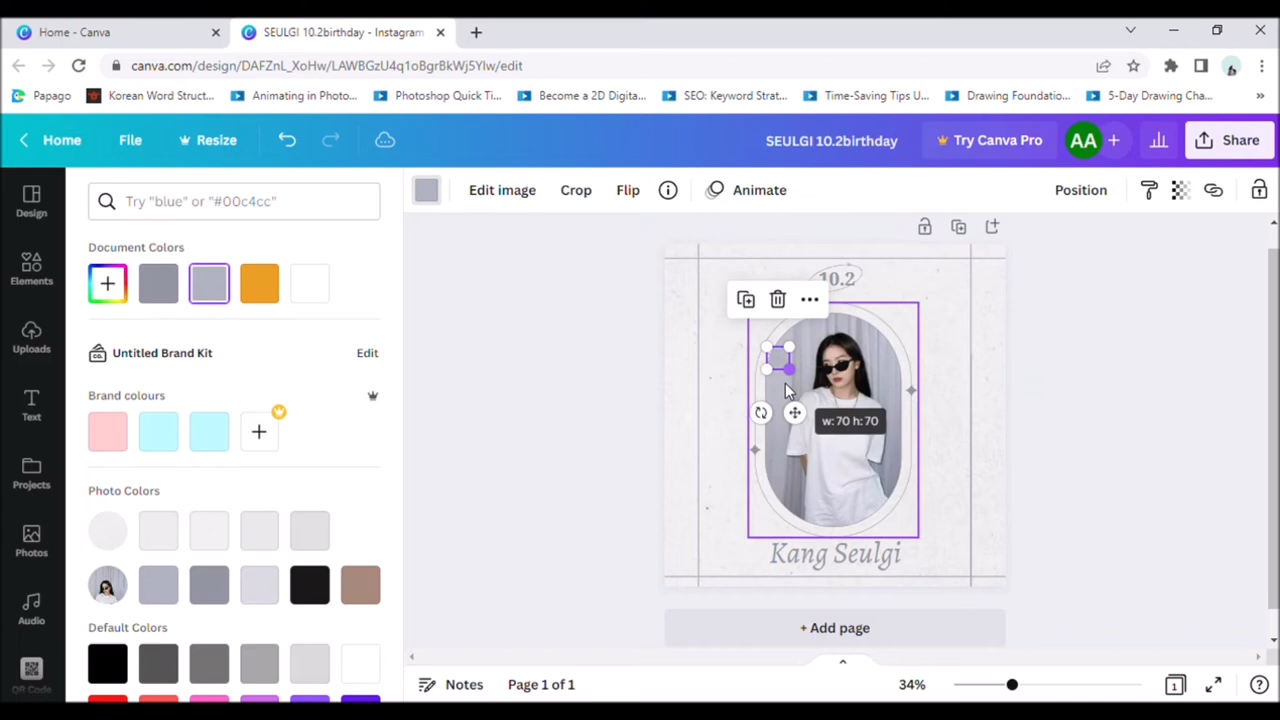 Home - Canva
SEULGI 10.2birthday - Instagram
canva.com/design/DAFZnL_XoHw/LAWBGzU4q1oBgrBkWj5Ylw/edit
Papago
Korean Word Struct...
Animating in Photo...
Photoshop Quick Ti...
Become a 2D Digita...
SEO: Keyword Strat...
Time-Saving Tips U...
Drawing Foundatio...
5-Day Drawing Cha...
Home
File
Resize
SEULGI 10.2birthday
Try Canva Pro
AA
Share
Design
Elements
Uploads
Text
Projects
Photos
Audio
QR Code
Try "blue" or "#00c4cc"
Document Colors
Untitled Brand Kit
Edit
Brand colours
Photo Colors
Default Colors
Edit image
Crop
Flip
Animate
Position
10.2
w: 70 h: 70
Kang Seulgi
+ Add page
Notes
Page 1 of 1
34%
1